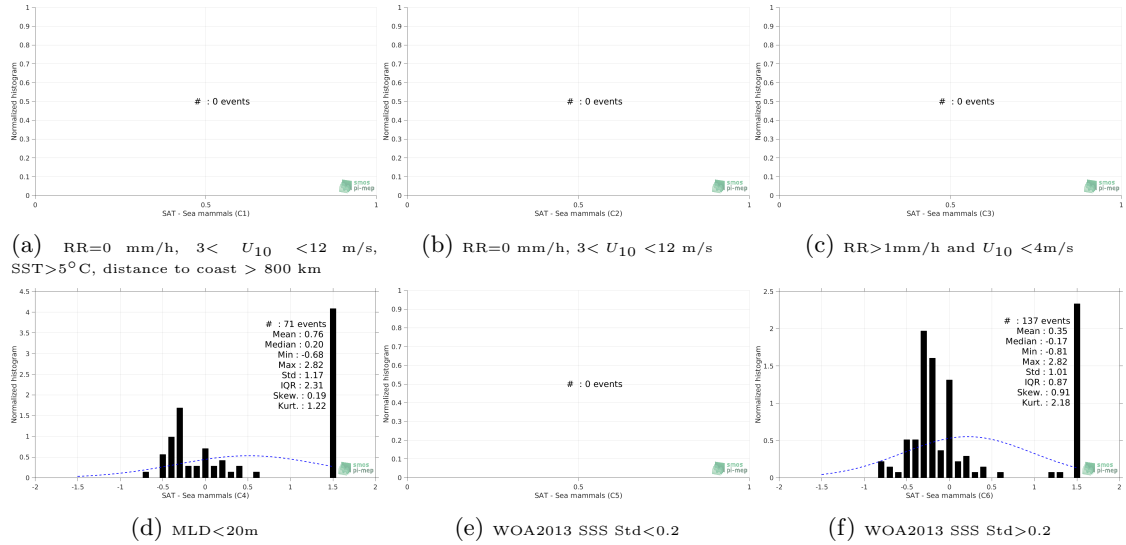 1
0.9
0.8
0.7
0.6
0.5
0.4
0.3
0.2
0.1
0
Normalized histogram
# : 0 events
smos
pi-mep
0 0.5 1
SAT - Sea mammals (C1)
1
0.9
0.8
0.7
0.6
0.5
0.4
0.3
0.2
0.1
0
Normalized histogram
# : 0 events
smos
pi-mep
0 0.5 1
SAT - Sea mammals (C2)
1
0.9
0.8
0.7
0.6
0.5
0.4
0.3
0.2
0.1
0
Normalized histogram
# : 0 events
smos
pi-mep
0 0.5 1
SAT - Sea mammals (C3)
(a) RR=0 mm/h, 3< U10 <12 m/s,
SST>5°C, distance to coast > 800 km
(b) RR=0 mm/h, 3< U10 <12 m/s
(c) RR>1mm/h and U10 <4m/s
4.5
4
3.5
3
2.5
2
1.5
1
0.5
0
Normalized histogram
# : 71 events
Mean : 0.76
Median : 0.20
Min : -0.68
Max : 2.82
Std : 1.17
IQR : 2.31
Skew. : 0.19
Kurt. : 1.22
smos
pi-mep
-2 -1.5 -1 -0.5 0 0.5 1 1.5 2
SAT - Sea mammals (C4)
1
0.9
0.8
0.7
0.6
0.5
0.4
0.3
0.2
0.1
0
Normalized histogram
# : 0 events
smos
pi-mep
0 0.5 1
SAT - Sea mammals (C5)
2.5
2
1.5
1
0.5
0
Normalized histogram
# : 137 events
Mean : 0.35
Median : -0.17
Min : -0.81
Max : 2.82
Std : 1.01
IQR : 0.87
Skew. : 0.91
Kurt. : 2.18
smos
pi-mep
-2 -1.5 -1 -0.5 0 0.5 1 1.5 2
SAT - Sea mammals (C6)
(d) MLD<20m
(e) WOA2013 SSS Std<0.2
(f) WOA2013 SSS Std>0.2